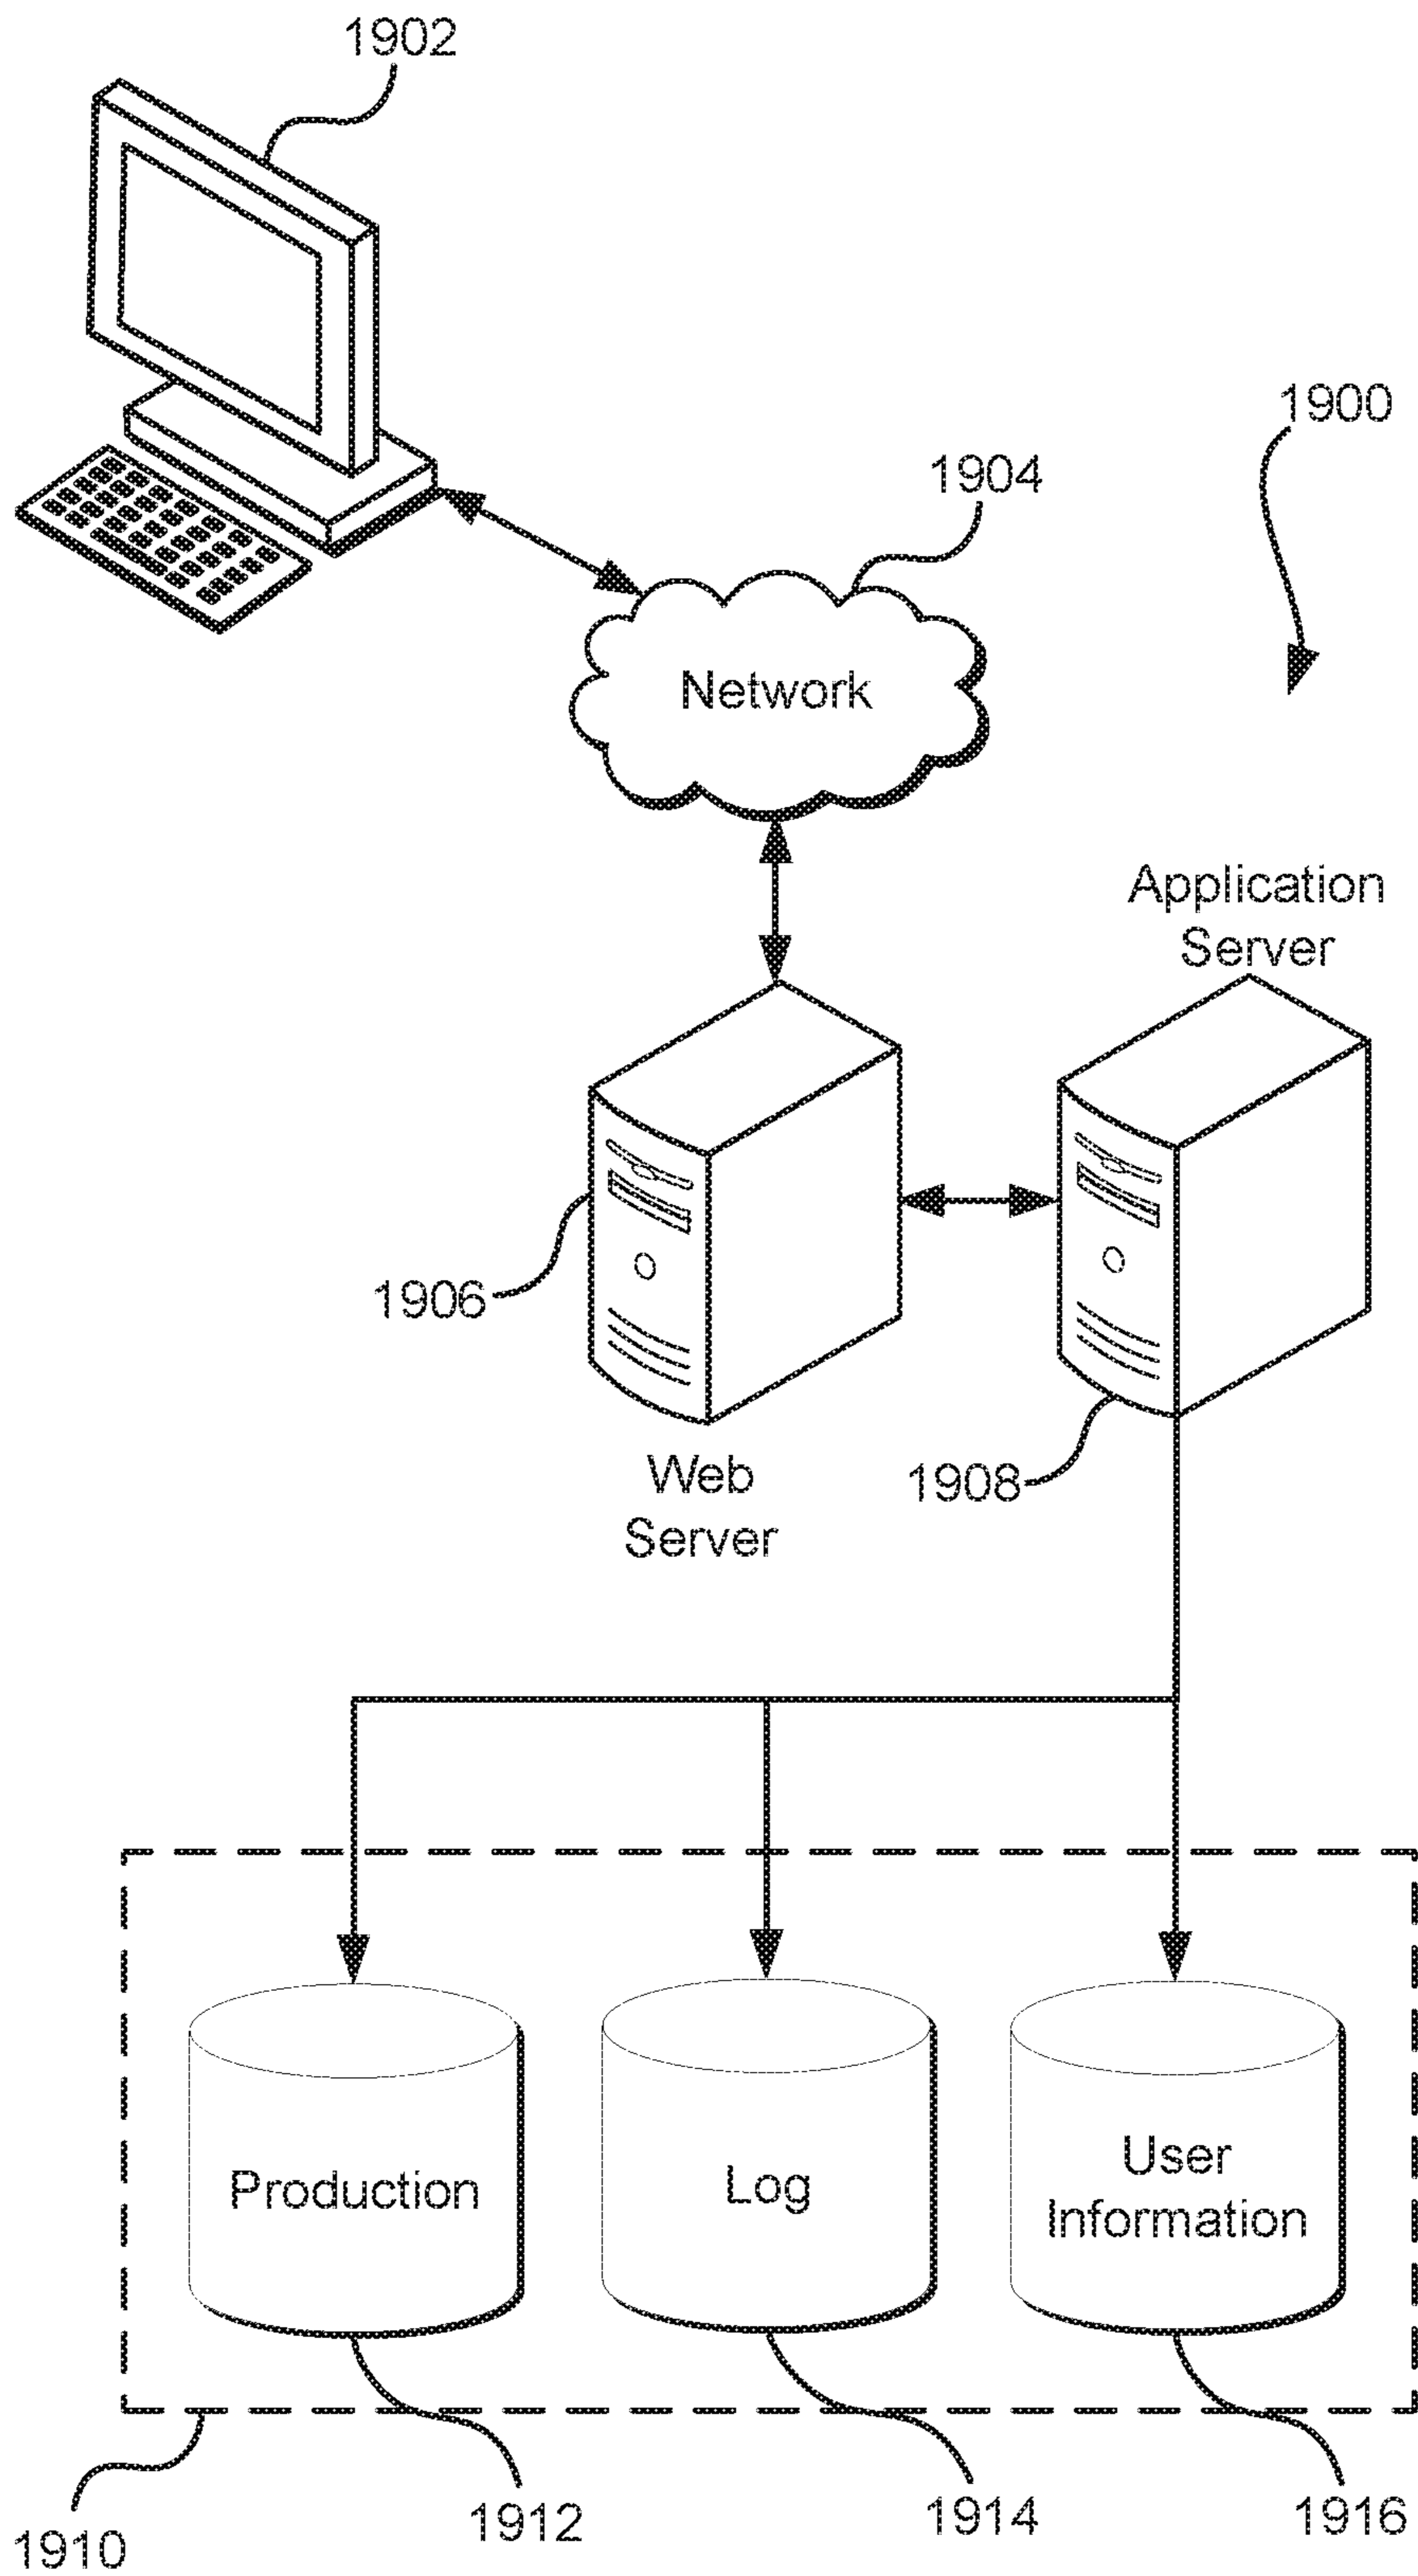 1902
1900
1904
Network
Application
Server
1906
Web
Server
1908
Production
Log
User
Information
1910
1912
1914
1916